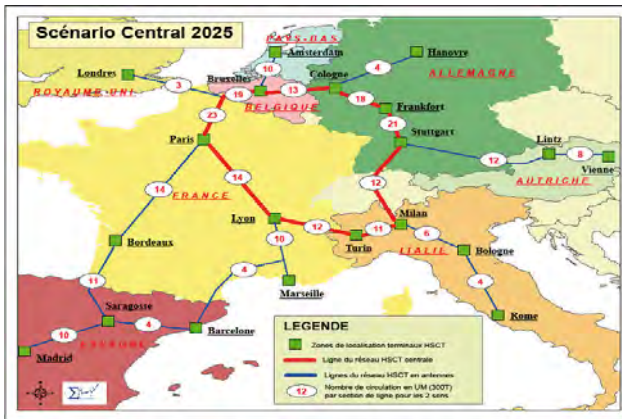 Scénario Central 2025
PAYS-BAS
Amsterdam
Hanovre
Londres
10
4
Bruxelles
Cologne
ALLEMAGNE
3
19
13
ROYAUME-UNI
BELGIQUE
18
23
Frankfort
21
Paris
Stuttgart
Lintz
12
8
Vienne
14
14
12
AUTRICHE
FRANCE
Lyon
Milan
12
11
6
Bordeaux
10
Turin
ITALIE
Bologne
4
11
Marseille
4
Saragosse
Rome
10
4
Barcelone
ESPAGNE
Madrid
LEGENDE
Zones de localisation terminaux HSCT
Ligne du réseau HSCT centrale
Lignes du réseau HSCT en antennes
12
Nombre de circulation en UM (300T)
par section de ligne pour les 2 sens